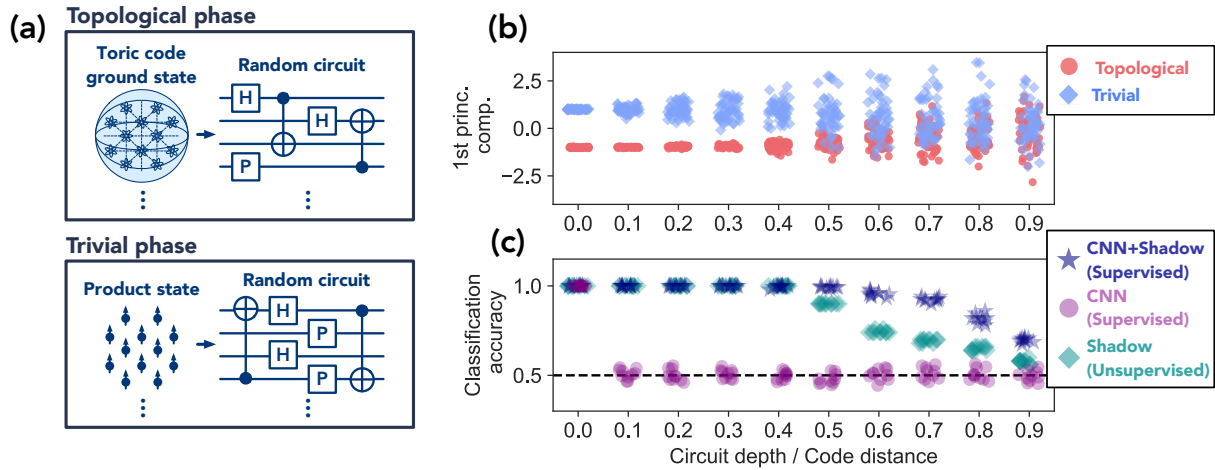 (a)
Topological phase
Toric code
ground state
Random circuit
H
H
P
⋮
⋮
Trivial phase
Product state
Random circuit
H
P
H
P
⋮
⋮
(b)
1st princ.
comp.
2.5
0.0
−2.5
0.0 0.1 0.2 0.3 0.4 0.5 0.6 0.7 0.8 0.9
Topological
Trivial
(c)
Classification
accuracy
1.0
0.5
0.0 0.1 0.2 0.3 0.4 0.5 0.6 0.7 0.8 0.9
Circuit depth / Code distance
CNN+Shadow
(Supervised)
CNN
(Supervised)
Shadow
(Unsupervised)